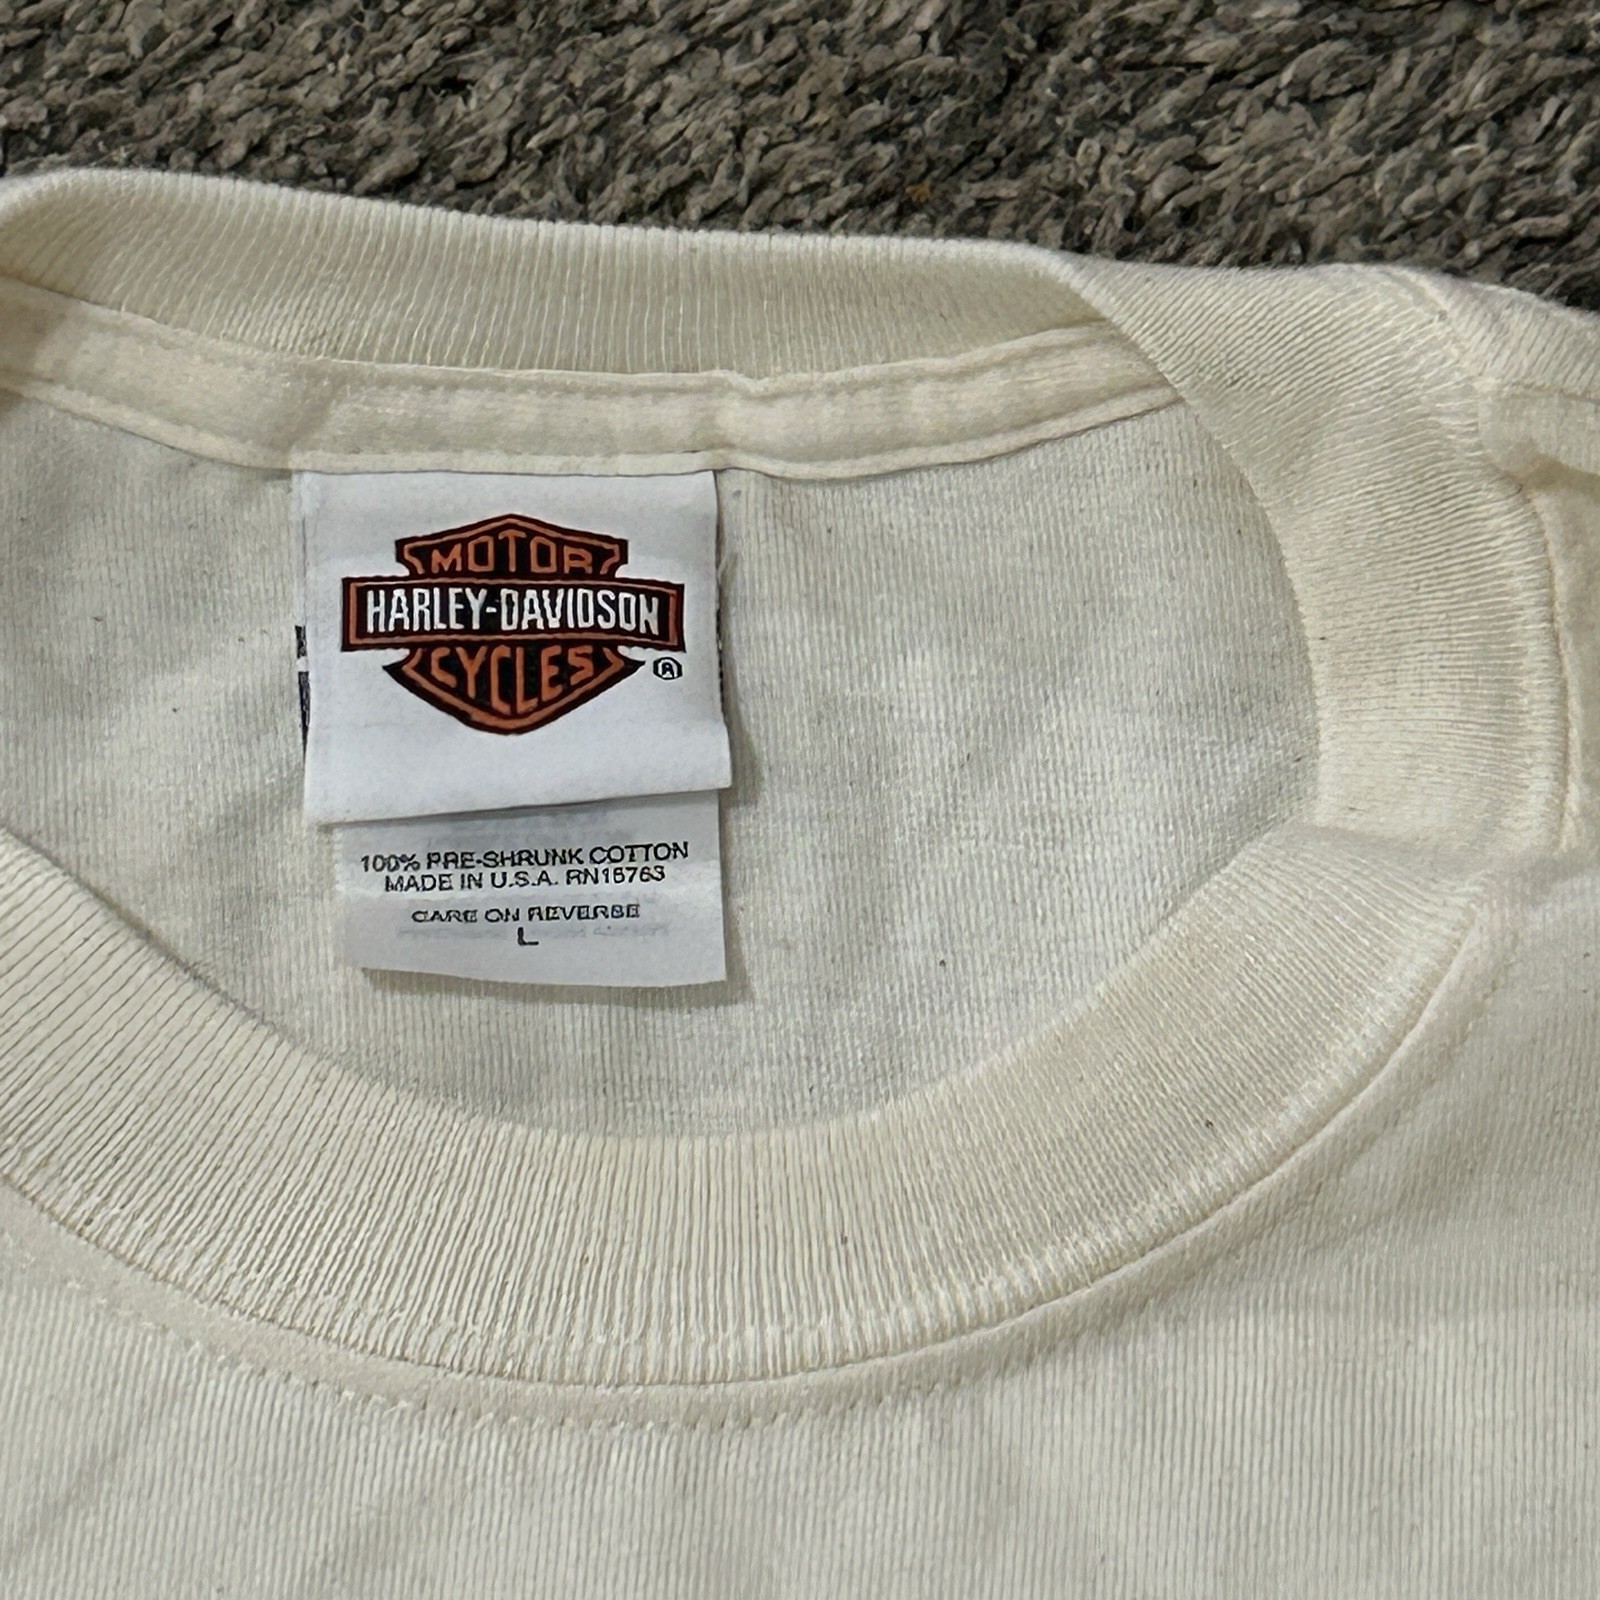 MOTOR
HARLEY-DAVIDSON
CYCLES
®
100% PRE-SHRUNK COTTON
MADE IN U.S.A. RN15763
CARE ON REVERSE
L